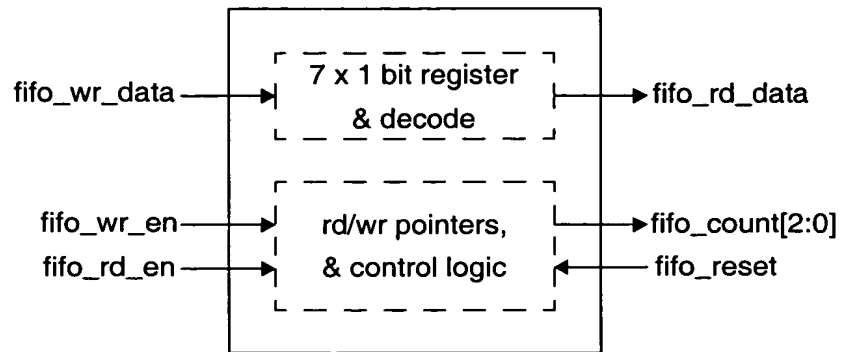 7 x 1 bit register
& decode
fifo_wr_data
fifo_rd_data
fifo_wr_en
fifo_rd_en
rd/wr pointers,
& control logic
fifo_count[2:0]
fifo_reset